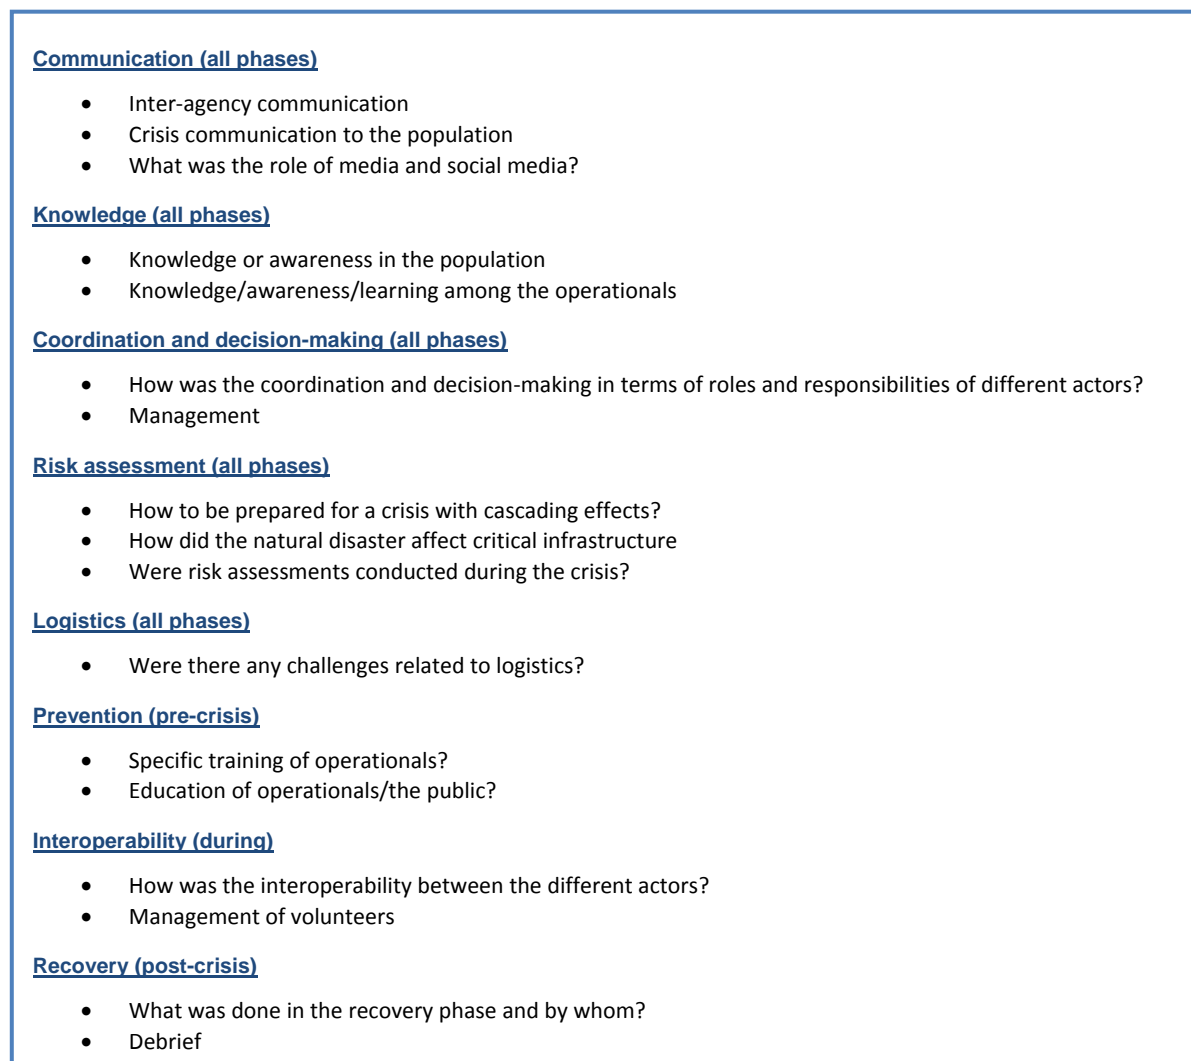 Communication (all phases)
• Inter-agency communication
• Crisis communication to the population
• What was the role of media and social media?
Knowledge (all phases)
• Knowledge or awareness in the population
• Knowledge/awareness/learning among the operationals
Coordination and decision-making (all phases)
• How was the coordination and decision-making in terms of roles and responsibilities of different actors?
• Management
Risk assessment (all phases)
• How to be prepared for a crisis with cascading effects?
• How did the natural disaster affect critical infrastructure
• Were risk assessments conducted during the crisis?
Logistics (all phases)
• Were there any challenges related to logistics?
Prevention (pre-crisis)
• Specific training of operationals?
• Education of operationals/the public?
Interoperability (during)
• How was the interoperability between the different actors?
• Management of volunteers
Recovery (post-crisis)
• What was done in the recovery phase and by whom?
• Debrief